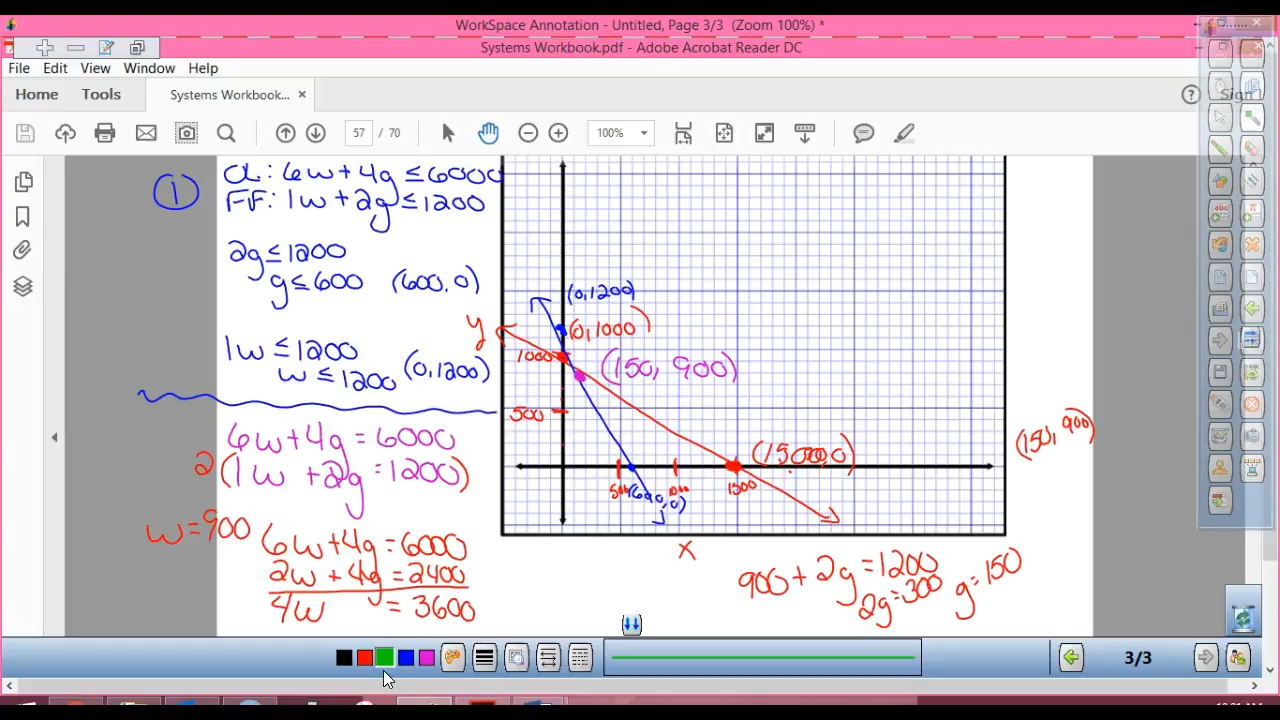 WorkSpace Annotation - Untitled, Page 3/3 (Zoom 100%) *
Systems Workbook.pdf - Adobe Acrobat Reader DC
File Edit View Window Help
Home Tools Systems Workbook... × Sign
57 / 70 100%
CL: 6w + 4g ≤ 6000
FF: 1w + 2g ≤ 1200
1
2g ≤ 1200
g ≤ 600 (600,0)
1w ≤ 1200
w ≤ 1200 (0,1200)
6w + 4g = 6000
2(1w + 2g = 1200)
w = 900
6w + 4g = 6000
2w + 4g = 2400
4w = 3600
(0,1200)
(0,1000)
y
1000
(150, 900)
500
(150, 900)
500 1000 1500
x
900 + 2g = 1200
2g = 300
g = 150
3/3